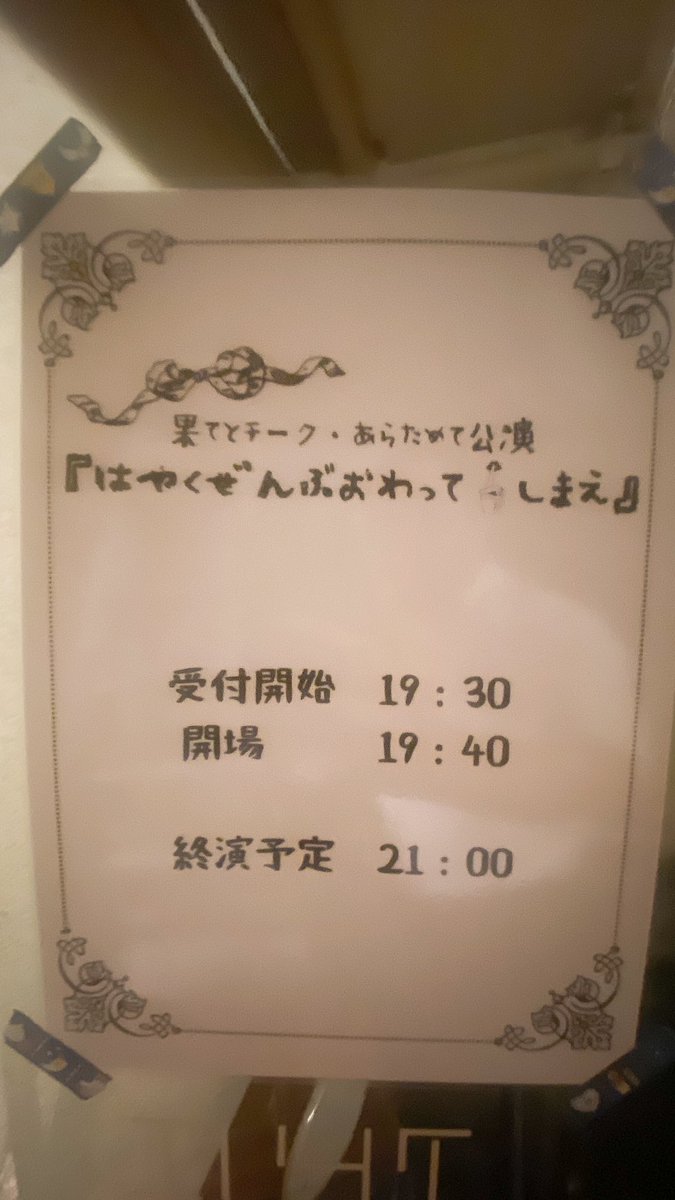 果てとチーク・あらためて公演
『はやくぜんぶおわってしまえ』
受付開始 19:30
開場 19:40
終演予定 21:00